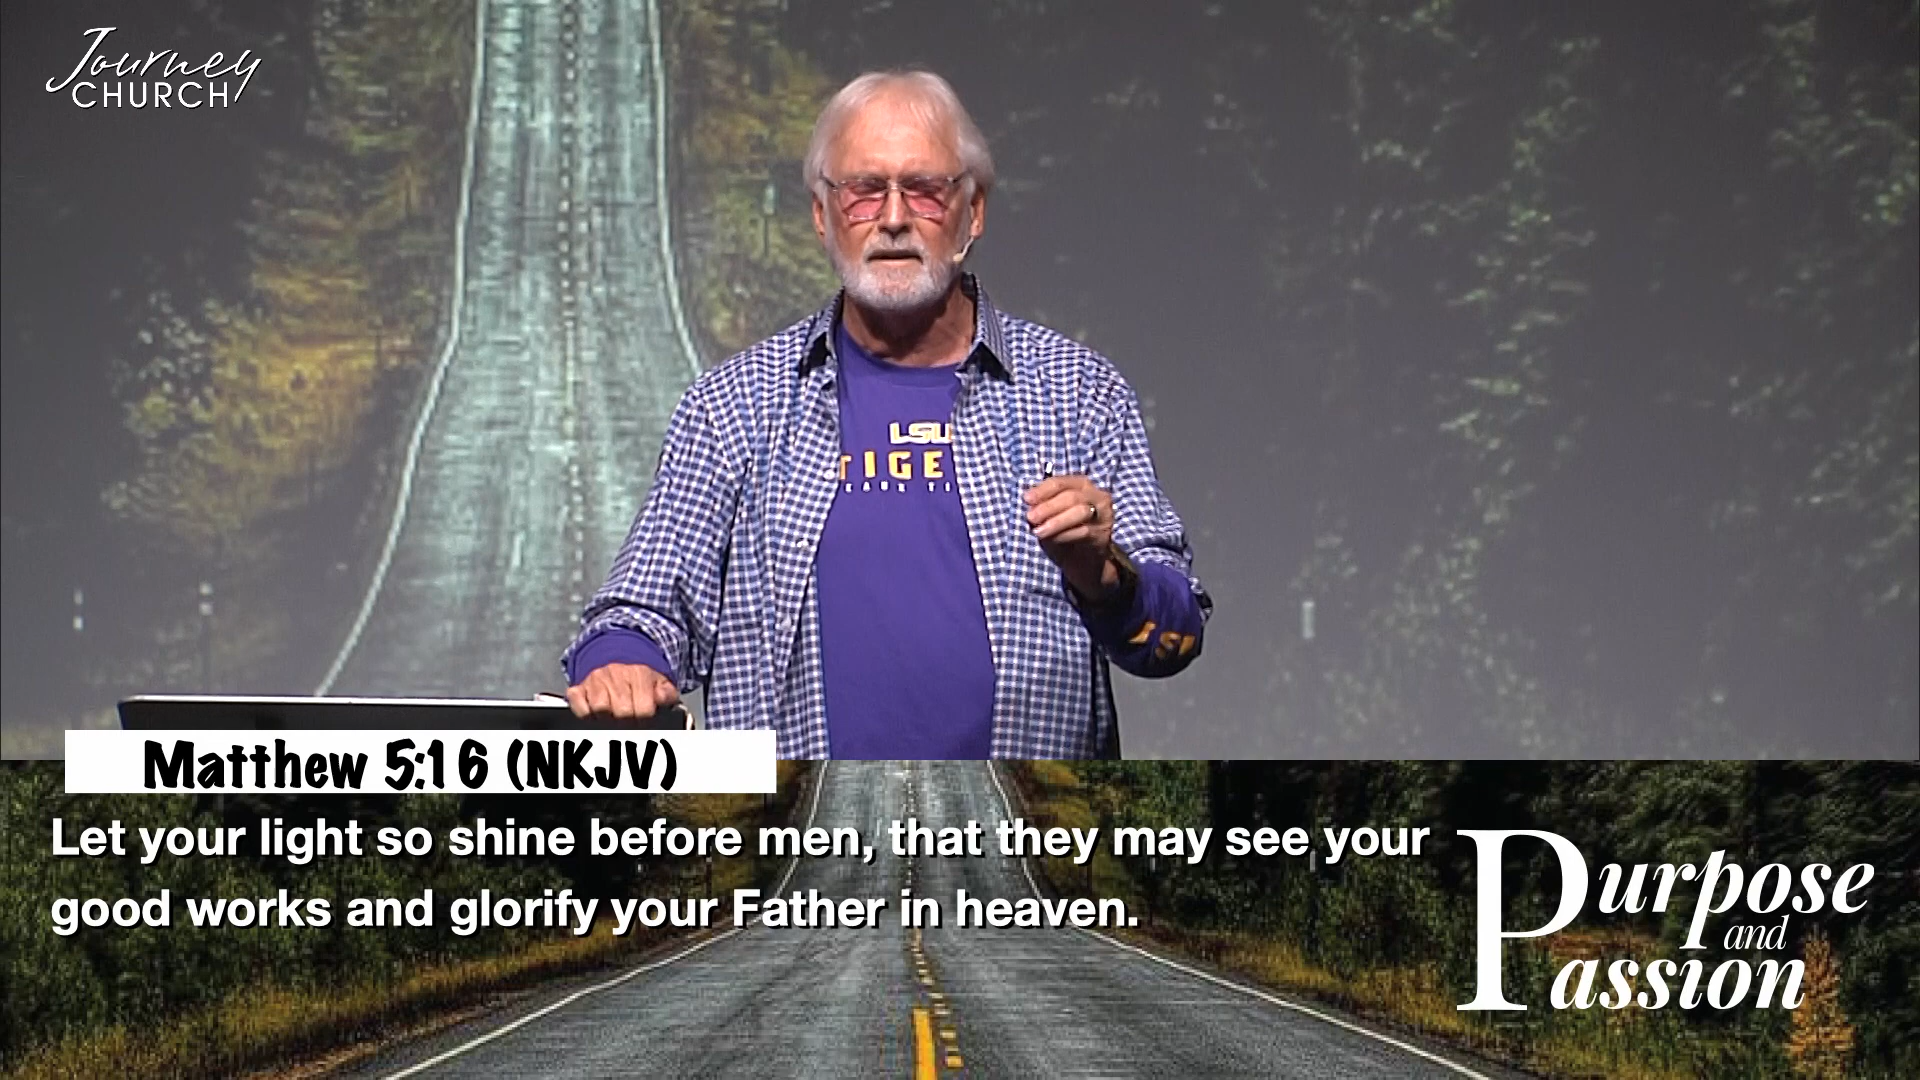 Journey
CHURCH
LSU
TIGE
Matthew 5:16 (NKJV)
Let your light so shine before men, that they may see your
good works and glorify your Father in heaven.
Purpose
and
Passion